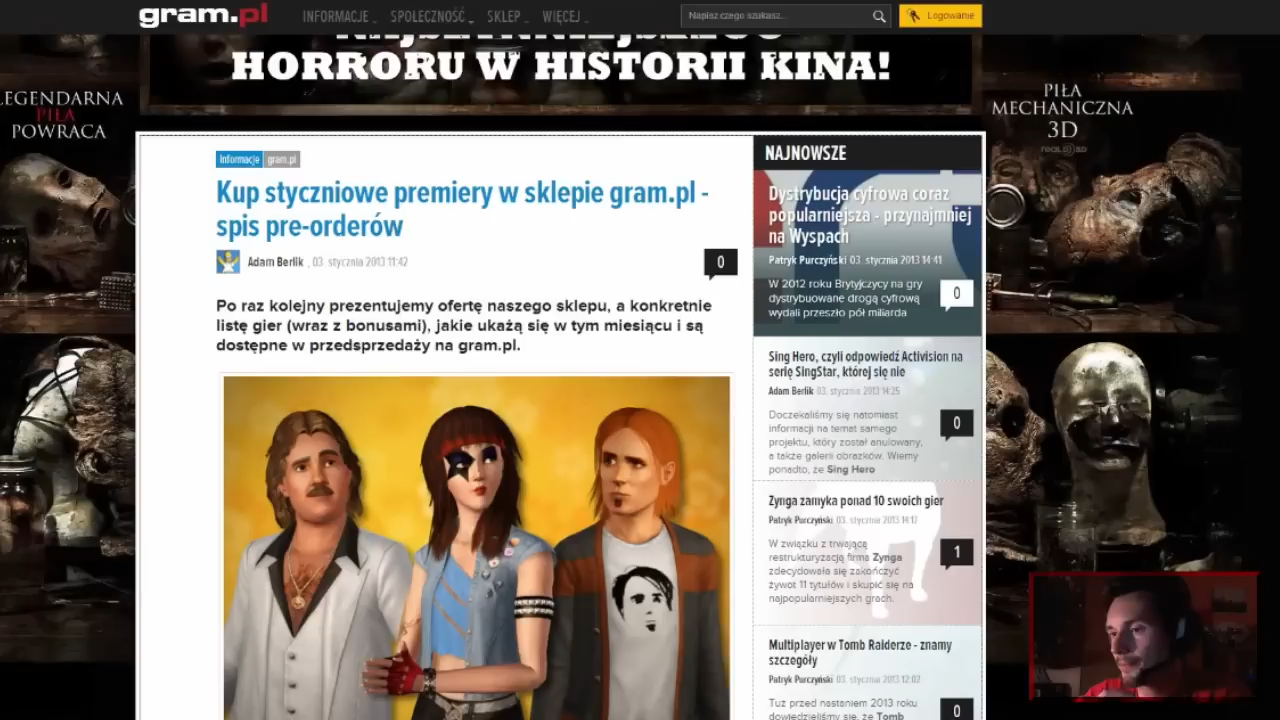 gram.pl
INFORMACJE
SPOŁECZNOŚĆ
SKLEP
WIĘCEJ
Napisz czego szukasz...
Logowanie
HORRORU W HISTORII KINA!
LEGENDARNA
PIŁA
POWRACA
PIŁA
MECHANICZNA
3D
informacje gram.pl
Kup styczniowe premiery w sklepie gram.pl -
spis pre-orderów
Adam Berlik , 03. stycznia 2013 11:42
0
Po raz kolejny prezentujemy ofertę naszego sklepu, a konkretnie
listę gier (wraz z bonusami), jakie ukażą się w tym miesiącu i są
dostępne w przedsprzedaży na gram.pl.
NAJNOWSZE
Dystrybucja cyfrowa coraz
popularniejsza - przynajmniej
na Wyspach
Patryk Purczyński 03. stycznia 2013 14:41
W 2012 roku Brytyjczycy na gry
dystrybuowane drogą cyfrową
wydali przeszło pół miliarda
0
Sing Hero, czyli odpowiedź Activision na
serię SingStar, której się nie
Adam Berlik 03. stycznia 2013 14:25
Doczekaliśmy się natomiast
informacji na temat samego
projektu, który został anulowany,
a także galerii obrazków. Wiemy
ponadto, że Sing Hero
0
Zynga zamyka ponad 10 swoich gier
Patryk Purczyński 03. stycznia 2013 14:17
W związku z trwającą
restrukturyzacją firma Zynga
zdecydowała się zakończyć
żywot 11 tytułów i skupić się na
najpopularniejszych grach.
1
Multiplayer w Tomb Raiderze - znamy
szczegóły
Patryk Purczyński 03. stycznia 2013 12:02
Tuż przed nastaniem 2013 roku
dowiedzieliśmy się, że Tomb
0